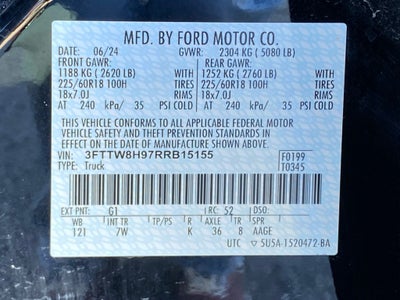 MFD. BY FORD MOTOR CO.
DATE: 06/24 GVWR: 2304 KG (5080 LB)
FRONT GAWR: REAR GAWR:
1188 KG (2620 LB) WITH 1252 KG (2760 LB) WITH
225/60R18 100H TIRES 225/60R18 100H TIRES
18x7.0J RIMS 18x7.0J RIMS
AT 240 kPa/ 35 PSI COLD AT 240 kPa/ 35 PSI COLD
THIS VEHICLE CONFORMS TO ALL APPLICABLE FEDERAL MOTOR
VEHICLE SAFETY AND THEFT PREVENTION STANDARDS IN EFFECT ON
THE DATE OF MANUFACTURE SHOWN ABOVE.
VIN: 3FTTW8H97RRB15155 F0199
TYPE: Truck T0345
EXT PNT: G1 RC: 52 DSO:
WB INT TR TP/PS R AXLE TR SPR
121 7W K 36 8 AAGE
UTC 5U5A-1520472-BA